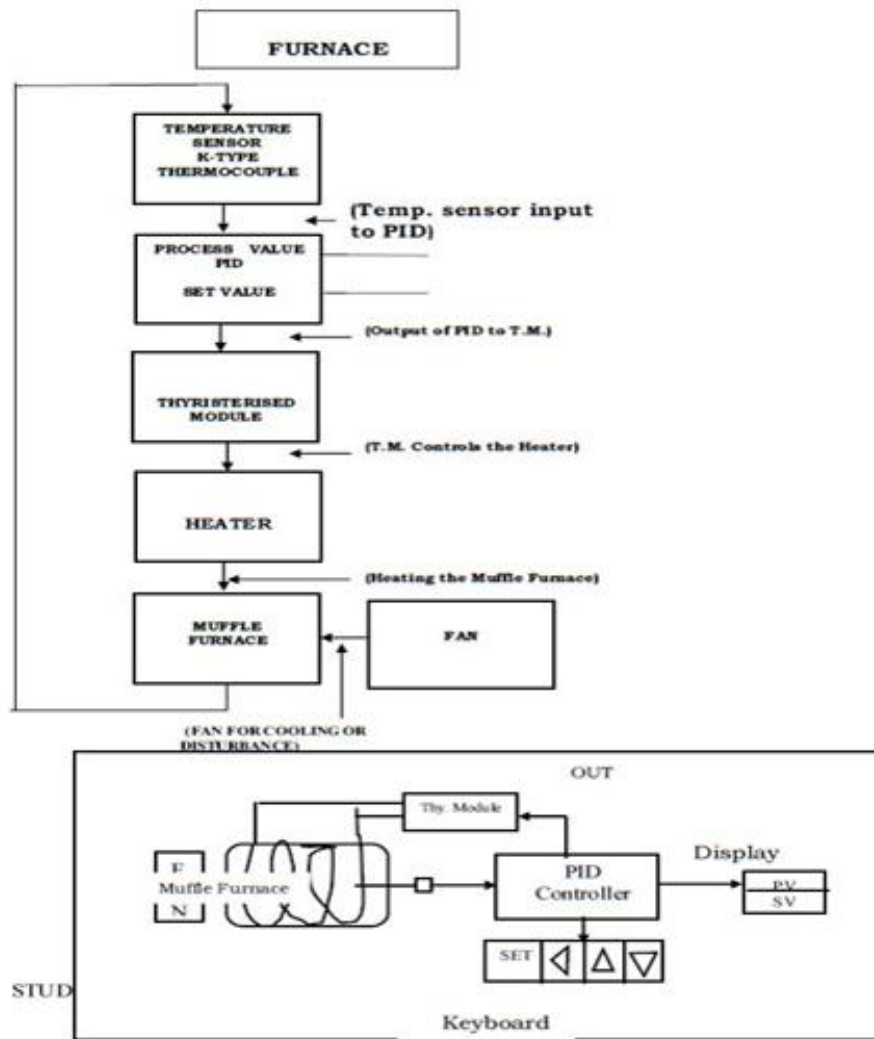 FURNACE
TEMPERATURE
SENSOR
K-TYPE
THERMOCOUPLE
(Temp. sensor input
to PID)
PROCESS VALUE
PID
SET VALUE
(Output of PID to T.M.)
THYRISTERISED
MODULE
(T.M. Controls the Heater)
HEATER
(Heating the Muffle Furnace)
MUFFLE
FURNACE
FAN
(FAN FOR COOLING OR
DISTURBANCE)
OUT
Thy. Module
Display
PID
Controller
PV
SV
F
Muffle Furnace
N
SET
STUD
Keyboard